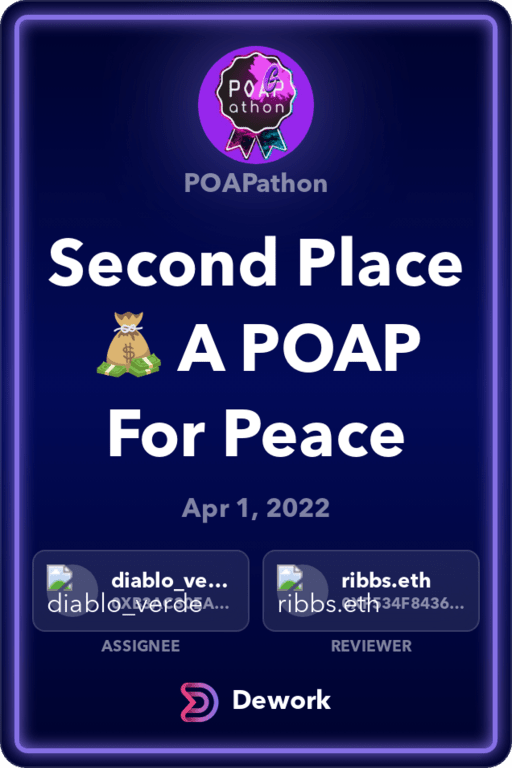 POAP
athon
POAPathon
Second Place
A POAP
For Peace
Apr 1, 2022
diablo_ve...
diablo_verde
ribbs.eth
ribbs.eth
ASSIGNEE
REVIEWER
Dework